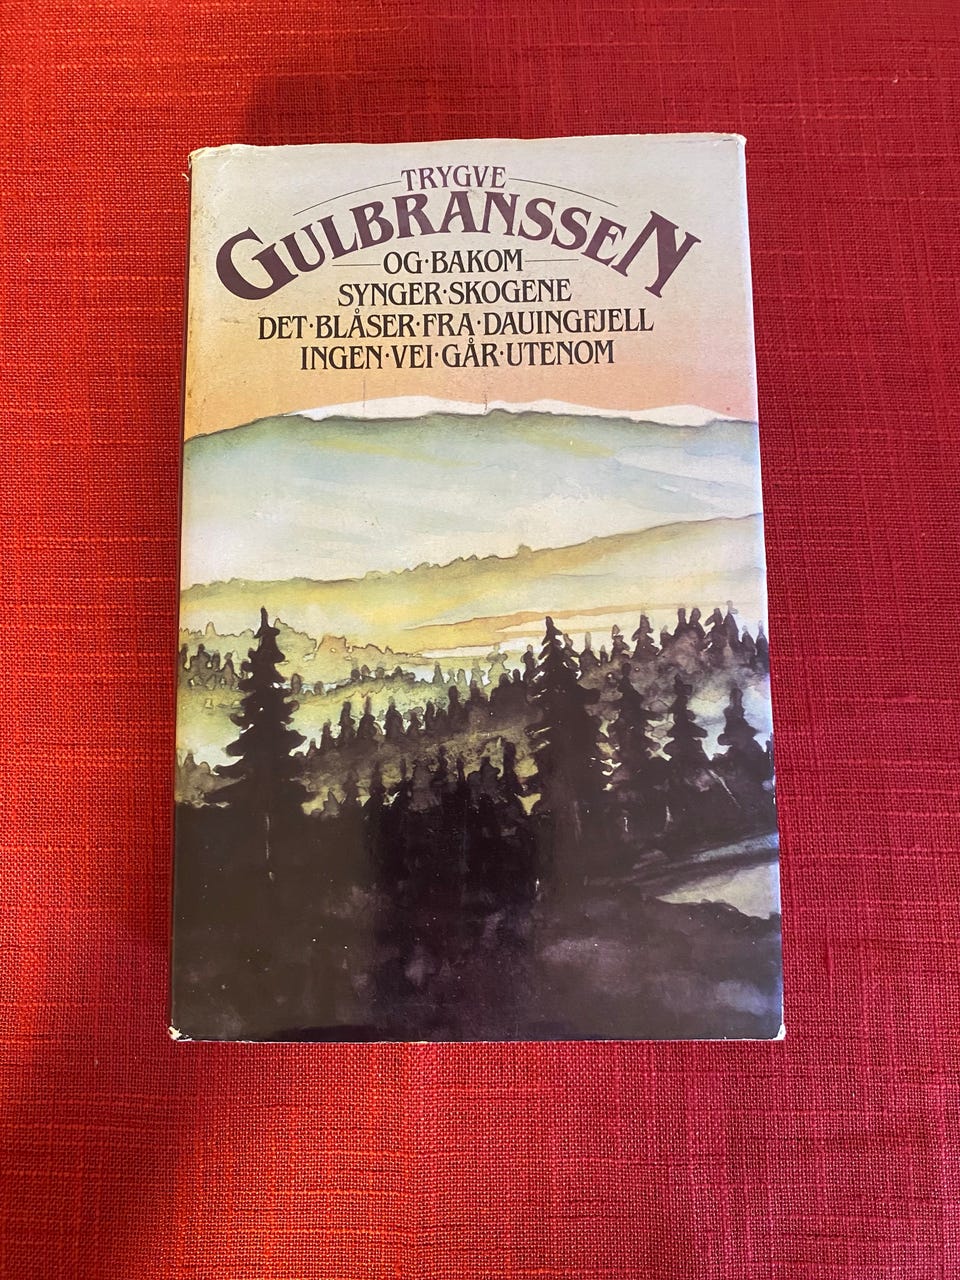 TRYGVE
GULBRANSSEN
OG·BAKOM
SYNGER·SKOGENE
DET·BLÅSER·FRA·DAUINGFJELL
INGEN·VEI·GÅR·UTENOM